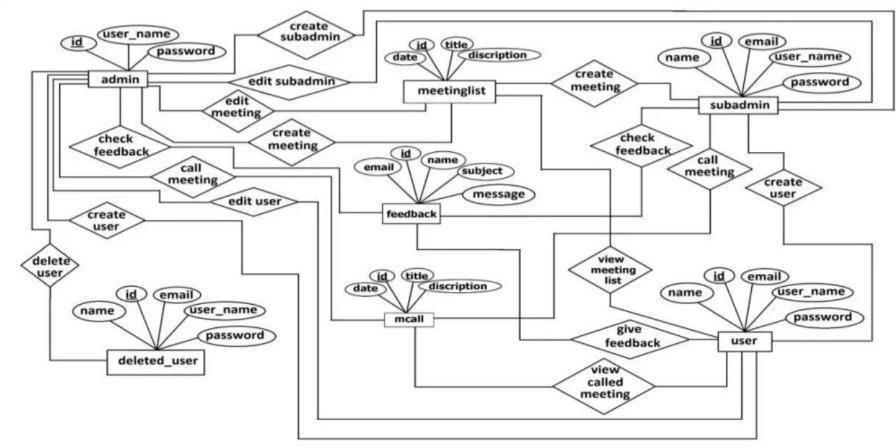 create
subadmin
id
user_name
password
admin
edit subadmin
edit
meeting
create
meeting
check
feedback
call
meeting
edit user
create
user
delete
user
id
email
name
user_name
password
deleted_user
id
title
date
discription
meetinglist
create
meeting
id
email
name
user_name
password
subadmin
check
feedback
call
meeting
create
user
id
name
email
subject
message
feedback
view
meeting
list
id
title
date
discription
mcall
give
feedback
view
called
meeting
id
email
name
user_name
password
user